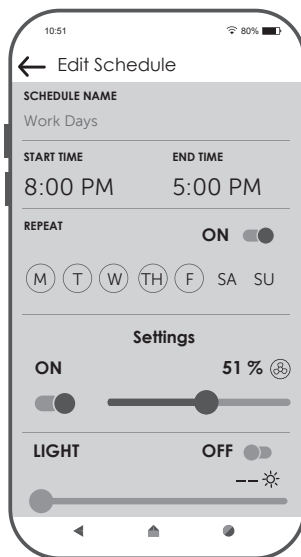 10:51 80%
Edit Schedule
SCHEDULE NAME
Work Days
START TIME END TIME
8:00 PM 5:00 PM
REPEAT ON
M T W TH F SA SU
Settings
ON 51 %
LIGHT OFF
--